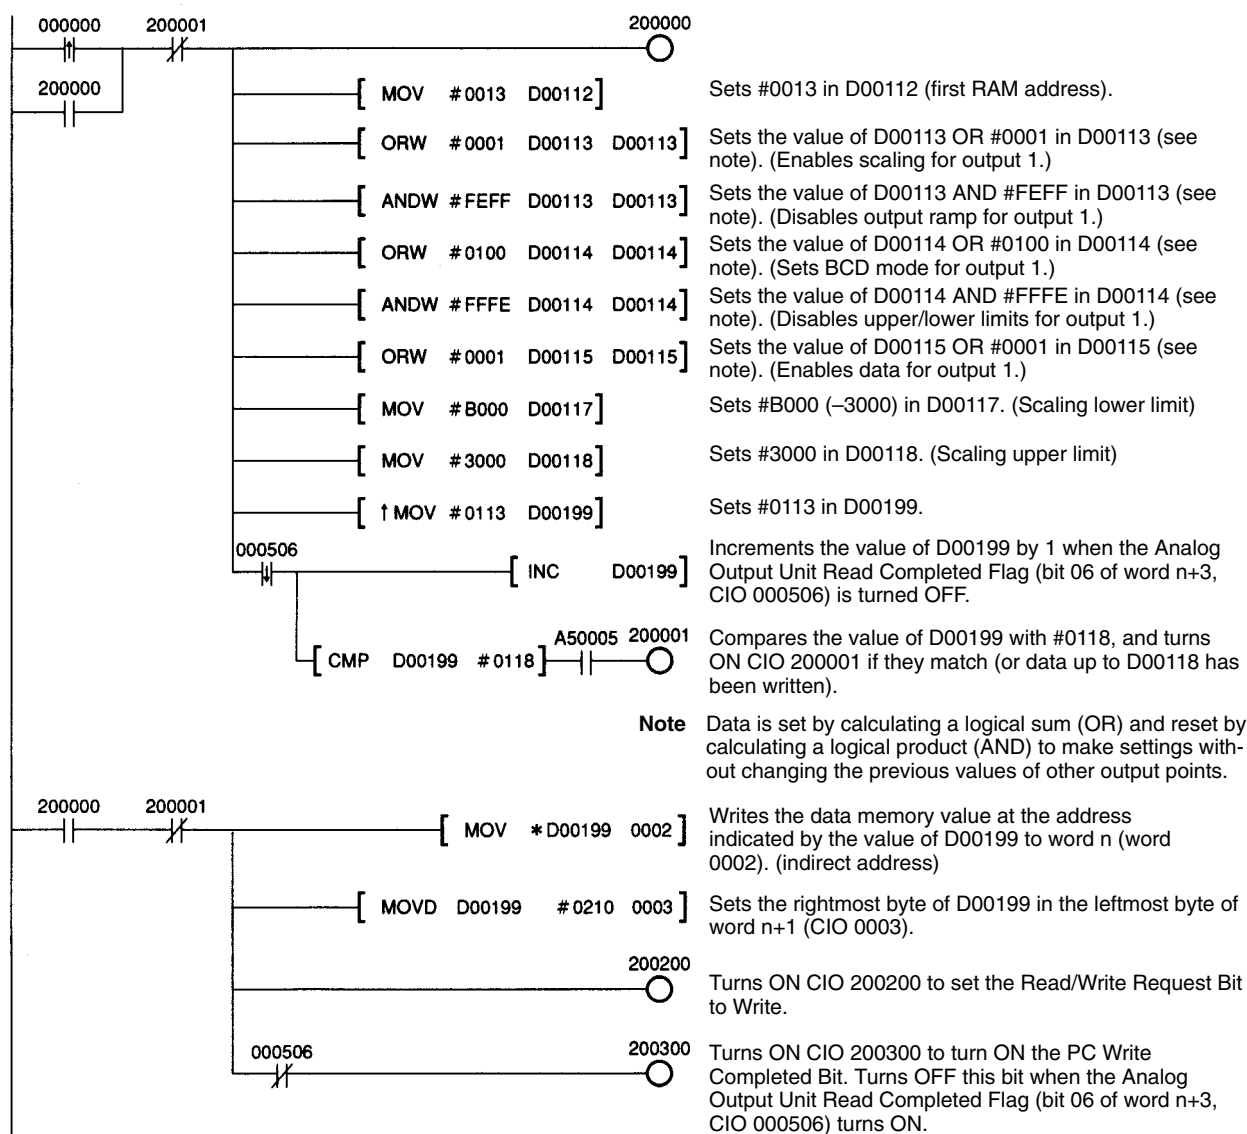 000000 200001 200000
200000
MOV #0013 D00112
Sets #0013 in D00112 (first RAM address).
ORW #0001 D00113 D00113
Sets the value of D00113 OR #0001 in D00113 (see
note). (Enables scaling for output 1.)
ANDW #FEFF D00113 D00113
Sets the value of D00113 AND #FEFF in D00113 (see
note). (Disables output ramp for output 1.)
ORW #0100 D00114 D00114
Sets the value of D00114 OR #0100 in D00114 (see
note). (Sets BCD mode for output 1.)
ANDW #FFFE D00114 D00114
Sets the value of D00114 AND #FFFE in D00114 (see
note). (Disables upper/lower limits for output 1.)
ORW #0001 D00115 D00115
Sets the value of D00115 OR #0001 in D00115 (see
note). (Enables data for output 1.)
MOV #B000 D00117
Sets #B000 (–3000) in D00117. (Scaling lower limit)
MOV #3000 D00118
Sets #3000 in D00118. (Scaling upper limit)
↑MOV #0113 D00199
Sets #0113 in D00199.
000506
INC D00199
Increments the value of D00199 by 1 when the Analog
Output Unit Read Completed Flag (bit 06 of word n+3,
CIO 000506) is turned OFF.
A50005 200001
CMP D00199 #0118
Compares the value of D00199 with #0118, and turns
ON CIO 200001 if they match (or data up to D00118 has
been written).
Note Data is set by calculating a logical sum (OR) and reset by
calculating a logical product (AND) to make settings with-
out changing the previous values of other output points.
200000 200001
MOV *D00199 0002
Writes the data memory value at the address
indicated by the value of D00199 to word n (word
0002). (indirect address)
MOVD D00199 #0210 0003
Sets the rightmost byte of D00199 in the leftmost byte of
word n+1 (CIO 0003).
200200
Turns ON CIO 200200 to set the Read/Write Request Bit
to Write.
000506 200300
Turns ON CIO 200300 to turn ON the PC Write
Completed Bit. Turns OFF this bit when the Analog
Output Unit Read Completed Flag (bit 06 of word n+3,
CIO 000506) turns ON.